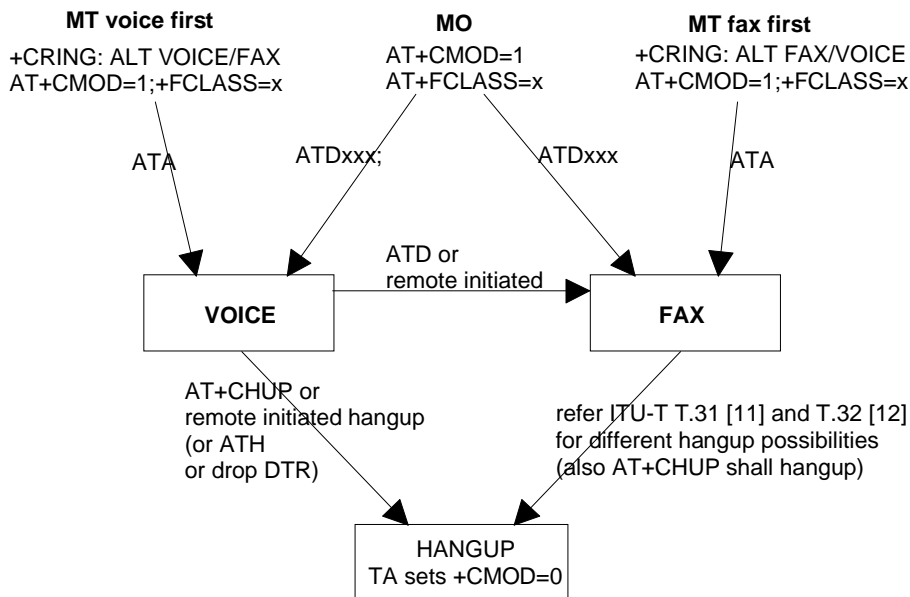 MT voice first
+CRING: ALT VOICE/FAX
AT+CMOD=1;+FCLASS=x
MO
AT+CMOD=1
AT+FCLASS=x
MT fax first
+CRING: ALT FAX/VOICE
AT+CMOD=1;+FCLASS=x
ATA
ATDxxx;
ATDxxx
ATA
ATD or
remote initiated
VOICE
FAX
AT+CHUP or
remote initiated hangup
(or ATH
or drop DTR)
refer ITU-T T.31 [11] and T.32 [12]
for different hangup possibilities
(also AT+CHUP shall hangup)
HANGUP
TA sets +CMOD=0